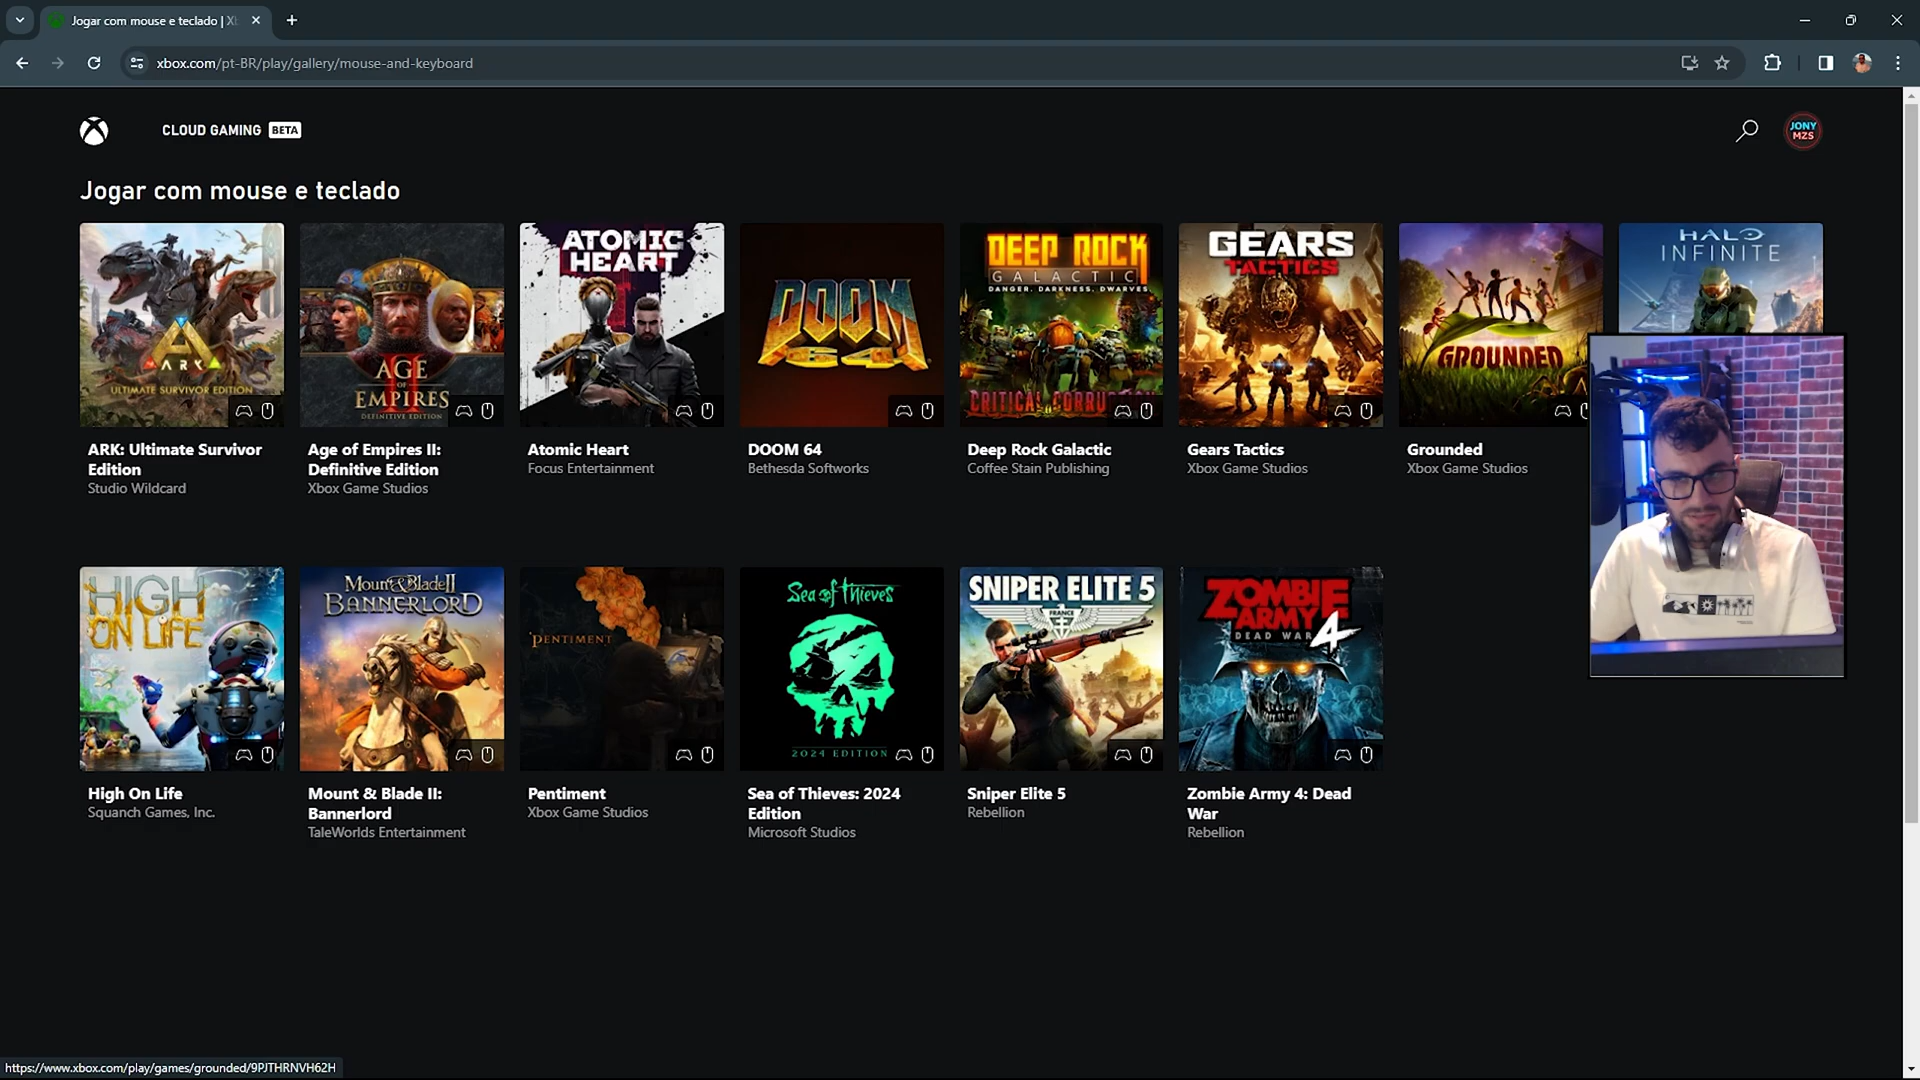 Jogar com mouse e teclado | X
xbox.com/pt-BR/play/gallery/mouse-and-keyboard
CLOUD GAMING BETA
JONY
MZS
Jogar com mouse e teclado
ARK
ULTIMATE SURVIVOR EDITION
AGE
OF
EMPIRES
II
DEFINITIVE EDITION
ATOMIC
HEART
DOOM
64
DEEP ROCK
GALACTIC
DANGER. DARKNESS. DWARVES.
CRITICAL CORRUPTION
GEARS
TACTICS
GROUNDED
HALO
INFINITE
ARK: Ultimate Survivor
Edition
Studio Wildcard
Age of Empires II:
Definitive Edition
Xbox Game Studios
Atomic Heart
Focus Entertainment
DOOM 64
Bethesda Softworks
Deep Rock Galactic
Coffee Stain Publishing
Gears Tactics
Xbox Game Studios
Grounded
Xbox Game Studios
HIGH
ON LIFE
Mount & Blade II
BANNERLORD
PENTIMENT
Sea of Thieves
2024 EDITION
SNIPER ELITE 5
FRANCE
ZOMBIE
ARMY 4
DEAD WAR
High On Life
Squanch Games, Inc.
Mount & Blade II:
Bannerlord
TaleWorlds Entertainment
Pentiment
Xbox Game Studios
Sea of Thieves: 2024
Edition
Microsoft Studios
Sniper Elite 5
Rebellion
Zombie Army 4: Dead
War
Rebellion
https://www.xbox.com/play/games/grounded/9PJTHRNVH62H